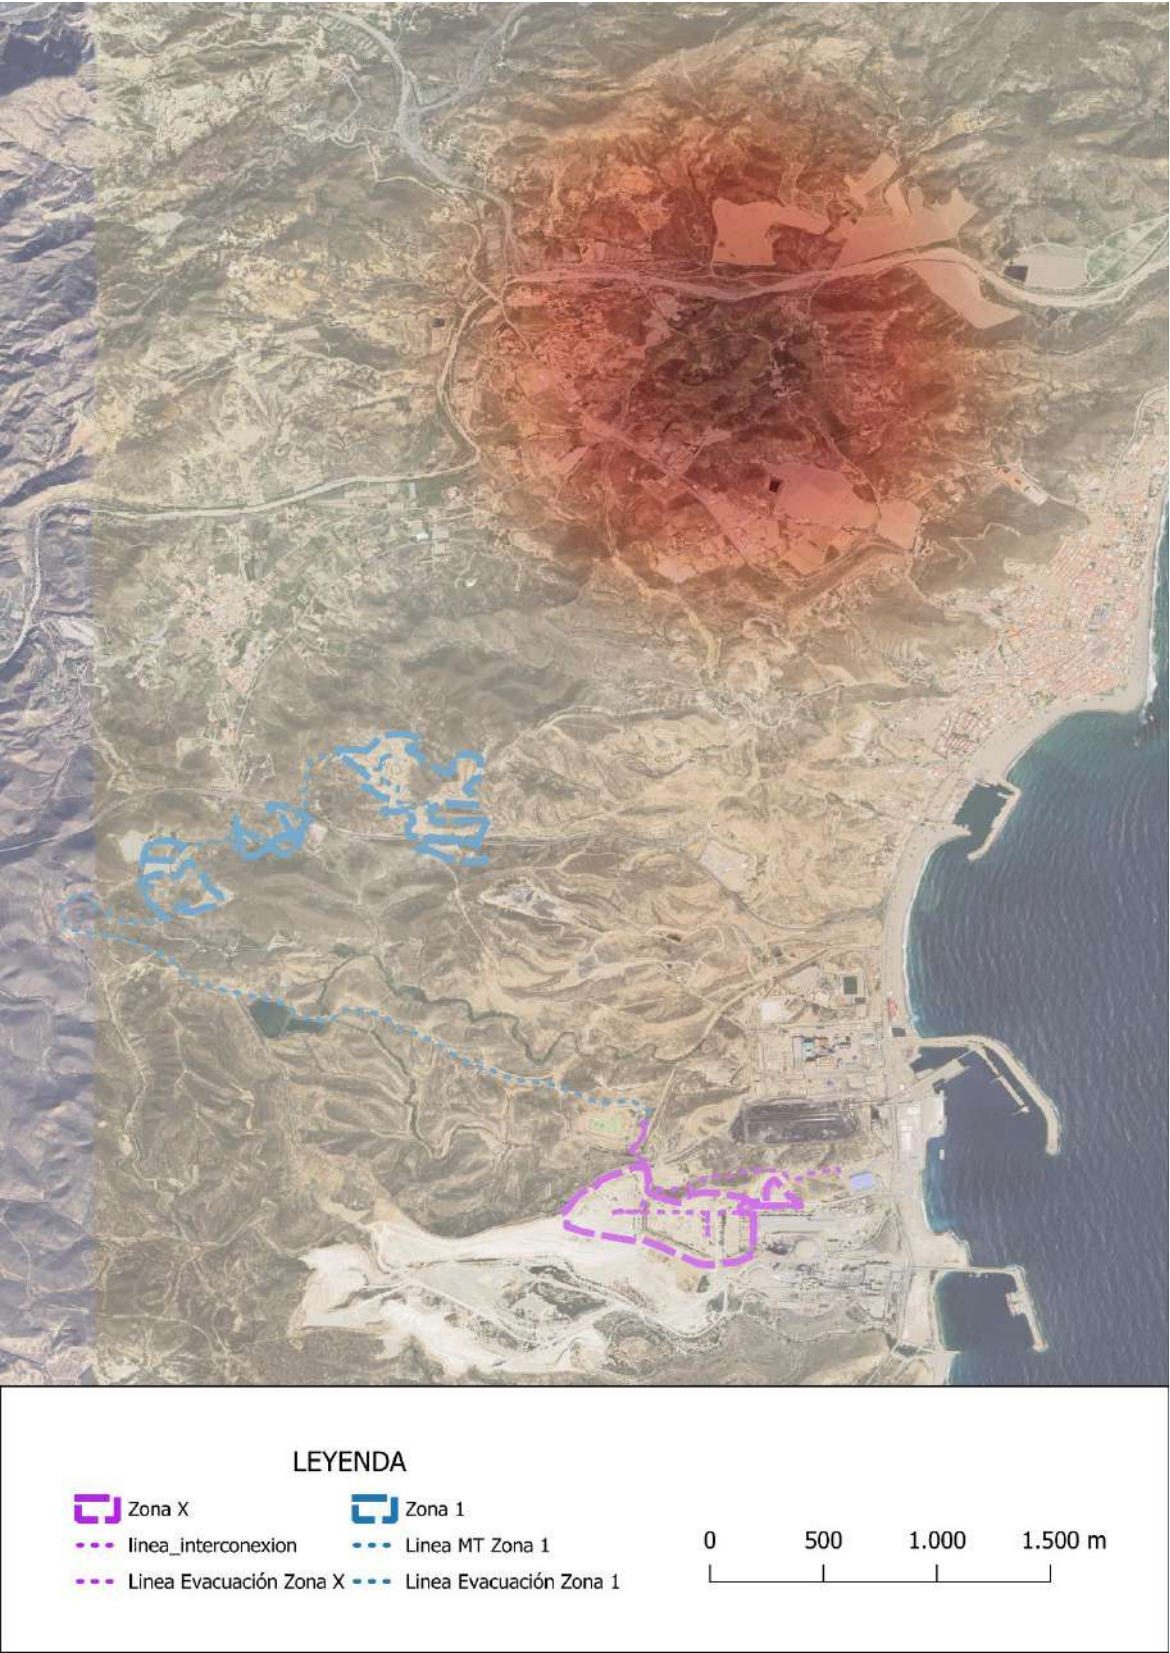 LEYENDA
Zona X
Zona 1
linea_interconexion
Linea MT Zona 1
Linea Evacuación Zona X
Linea Evacuación Zona 1
0 500 1.000 1.500 m